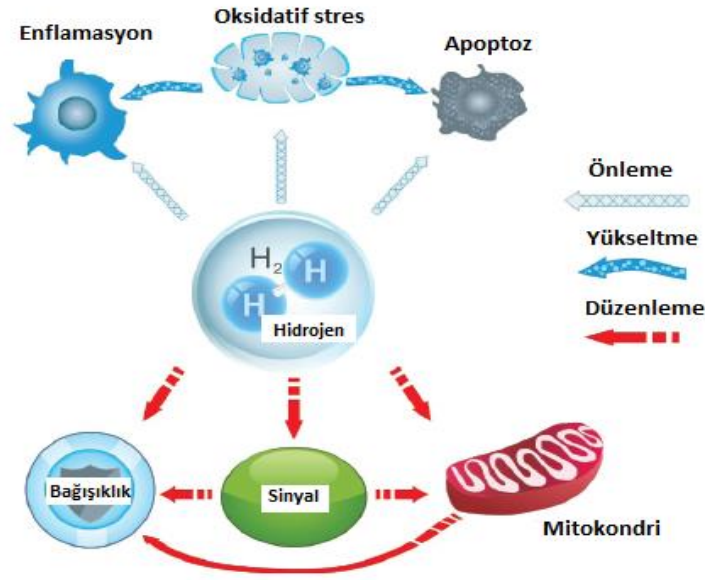 Oksidatif stres
Enflamasyon
Apoptoz
Önleme
Yükseltme
Düzenleme
H2
H
H
Hidrojen
Bağışıklık
Sinyal
Mitokondri